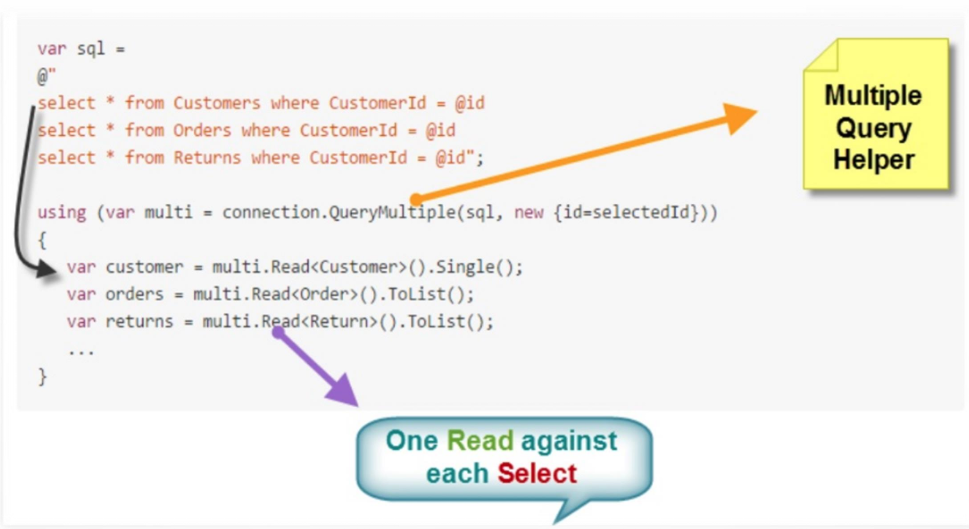 var sql =
@"
select * from Customers where CustomerId = @id
select * from Orders where CustomerId = @id
select * from Returns where CustomerId = @id";
using (var multi = connection.QueryMultiple(sql, new {id=selectedId}))
{
var customer = multi.Read<Customer>().Single();
var orders = multi.Read<Order>().ToList();
var returns = multi.Read<Return>().ToList();
...
}
Multiple
Query
Helper
One Read against
each Select